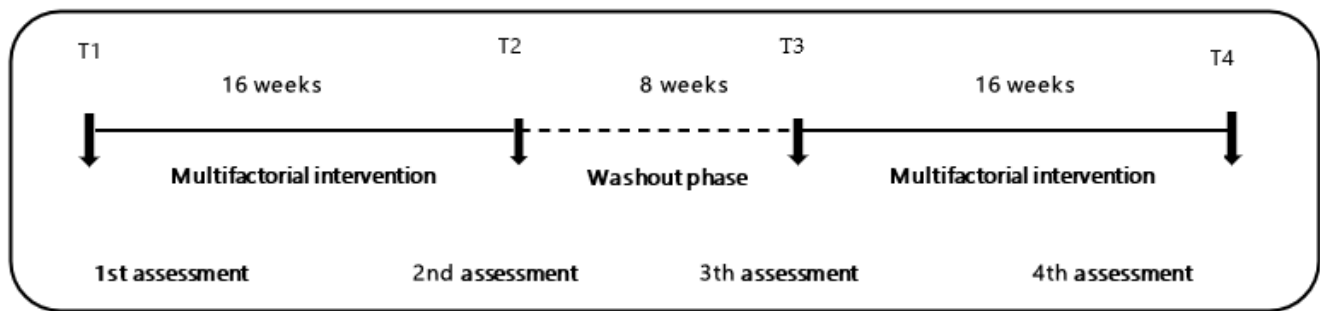 T1 T2 T3 T4
16 weeks 8 weeks 16 weeks
Multifactorial intervention Washout phase Multifactorial intervention
1st assessment 2nd assessment 3th assessment 4th assessment